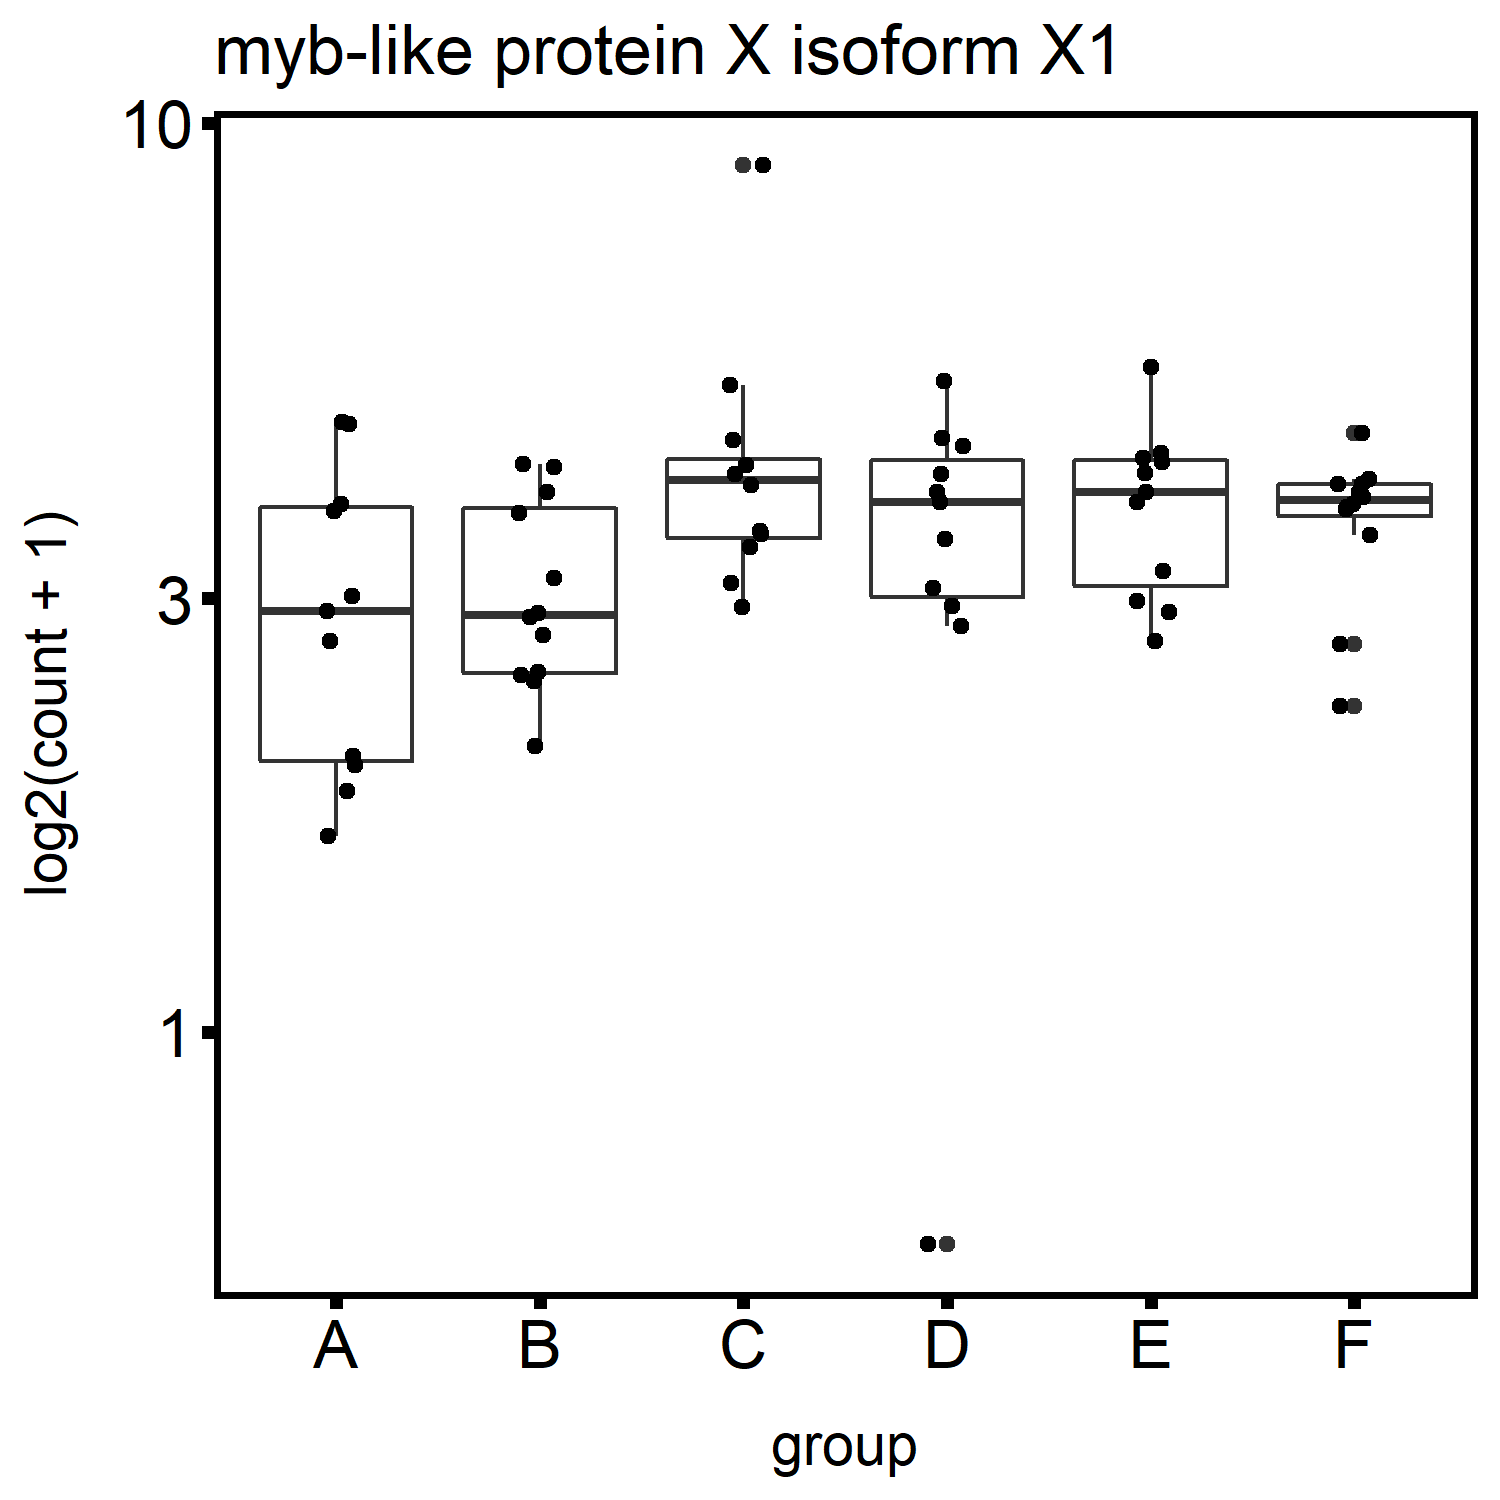 myb-like protein X isoform X1
10
3
1
log2(count + 1)
A B C D E F
group